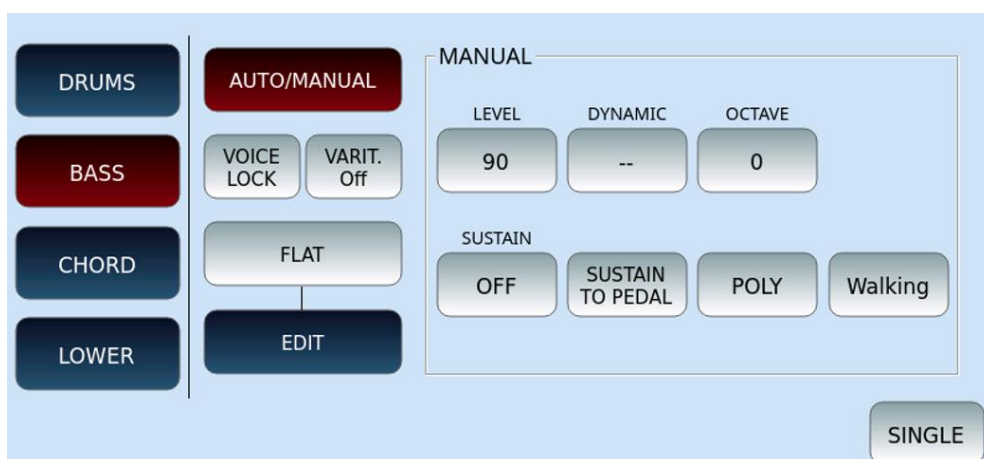 DRUMS
BASS
CHORD
LOWER
AUTO/MANUAL
VOICE
LOCK
VARIT.
Off
FLAT
EDIT
MANUAL
LEVEL
DYNAMIC
OCTAVE
90
--
0
SUSTAIN
OFF
SUSTAIN
TO PEDAL
POLY
Walking
SINGLE